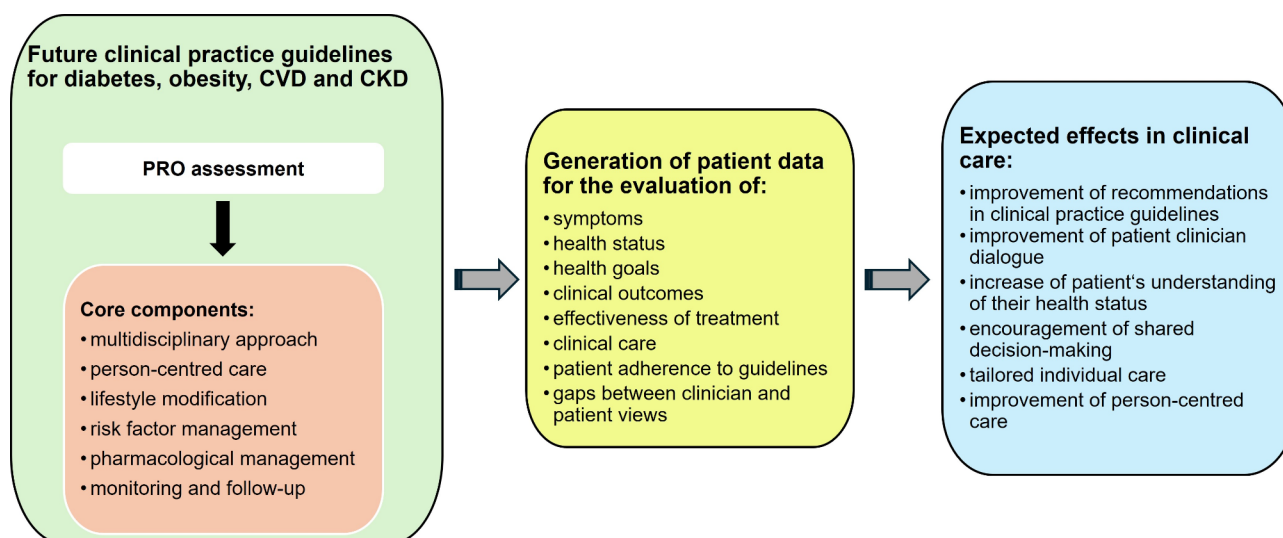 Future clinical practice guidelines
for diabetes, obesity, CVD and CKD
PRO assessment
Core components:
• multidisciplinary approach
• person-centred care
• lifestyle modification
• risk factor management
• pharmacological management
• monitoring and follow-up
Generation of patient data
for the evaluation of:
• symptoms
• health status
• health goals
• clinical outcomes
• effectiveness of treatment
• clinical care
• patient adherence to guidelines
• gaps between clinician and
patient views
Expected effects in clinical
care:
• improvement of recommendations
in clinical practice guidelines
• improvement of patient clinician
dialogue
• increase of patient‘s understanding
of their health status
• encouragement of shared
decision-making
• tailored individual care
• improvement of person-centred
care